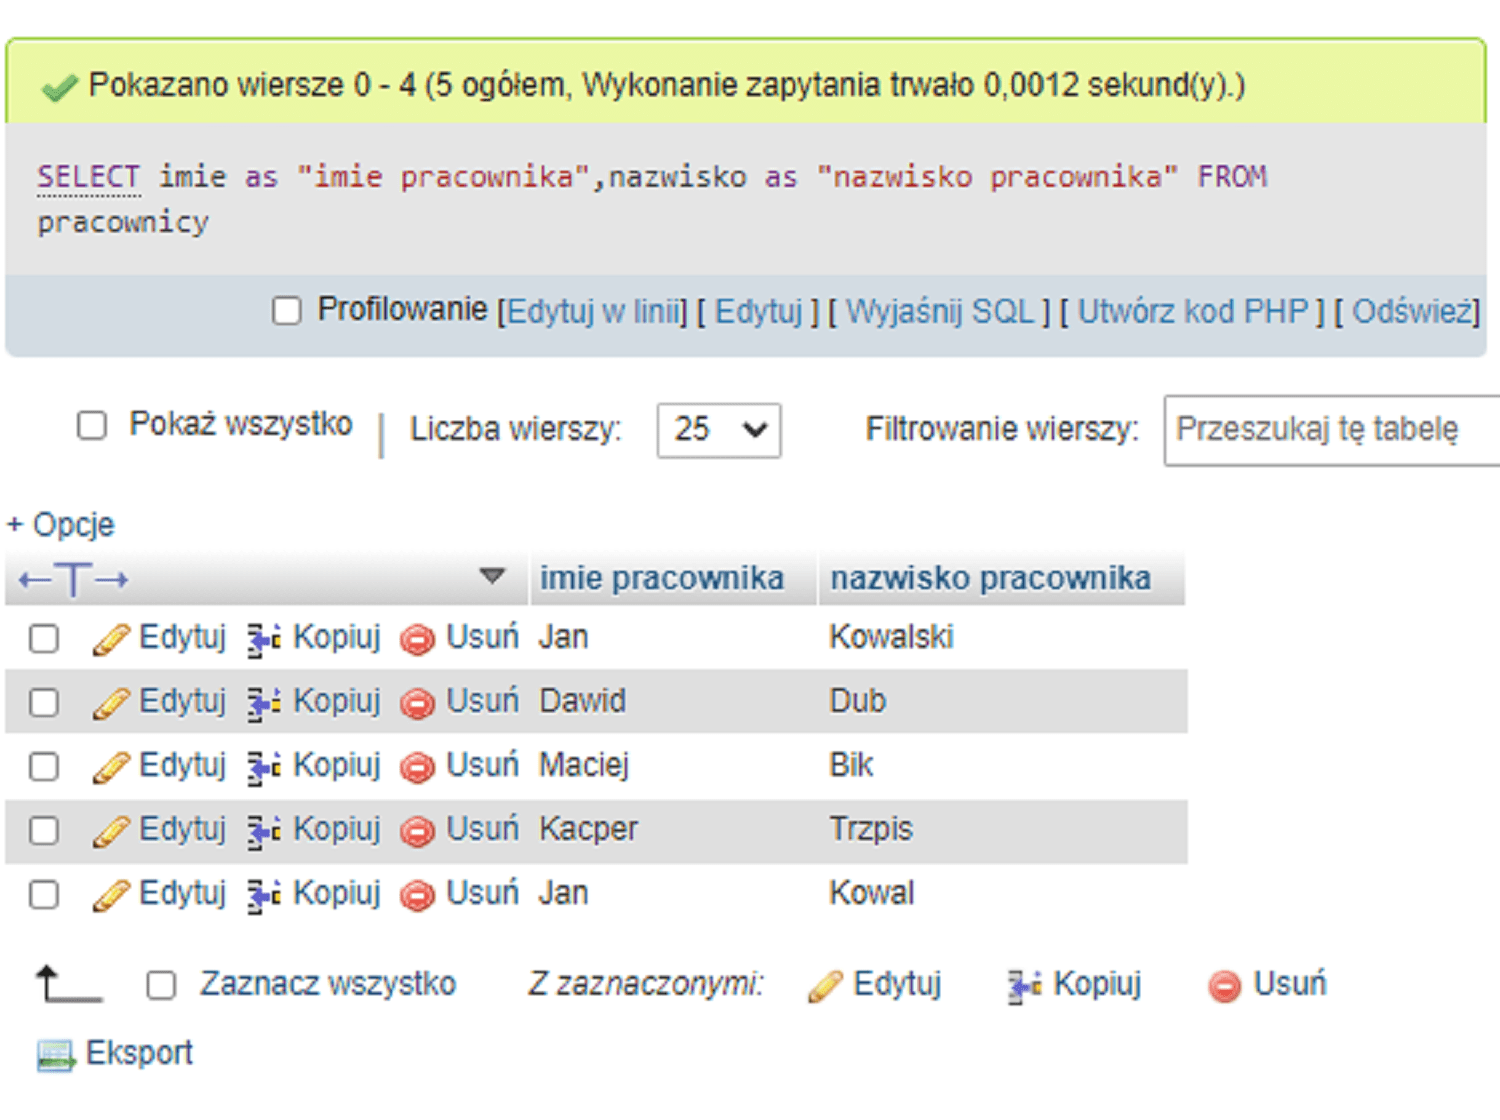 Pokazano wiersze 0 - 4 (5 ogółem, Wykonanie zapytania trwało 0,0012 sekund(y).)
SELECT imie as "imie pracownika",nazwisko as "nazwisko pracownika" FROM
pracownicy
Profilowanie [Edytuj w linii] [ Edytuj ] [ Wyjaśnij SQL ] [ Utwórz kod PHP ] [ Odśwież]
Pokaż wszystko | Liczba wierszy: 25 Filtrowanie wierszy: Przeszukaj tę tabelę
+ Opcje
←T→ imie pracownika nazwisko pracownika
Edytuj Kopiuj Usuń Jan Kowalski
Edytuj Kopiuj Usuń Dawid Dub
Edytuj Kopiuj Usuń Maciej Bik
Edytuj Kopiuj Usuń Kacper Trzpis
Edytuj Kopiuj Usuń Jan Kowal
Zaznacz wszystko Z zaznaczonymi: Edytuj Kopiuj Usuń
Eksport